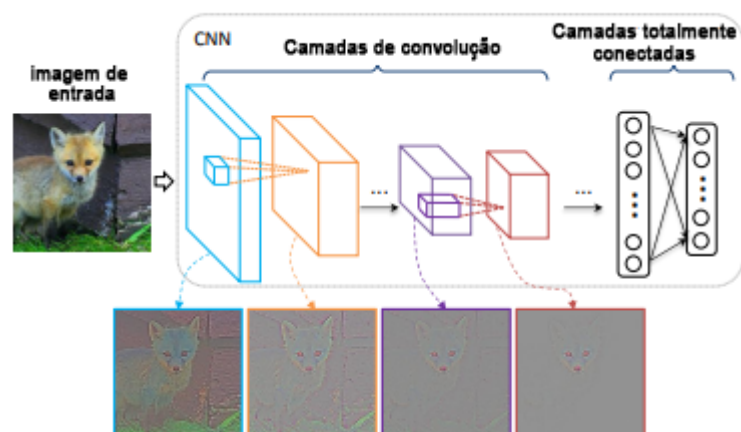 CNN
Camadas de convolução
Camadas totalmente
conectadas
imagem de
entrada
...
...